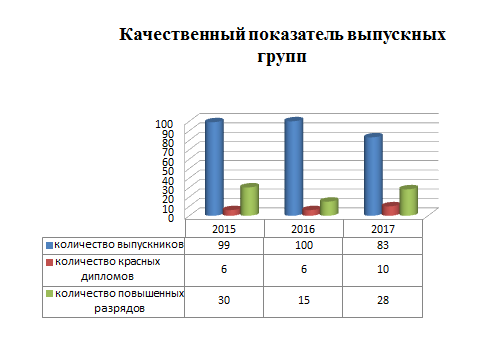 Качественный показатель выпускных
групп
100
90
80
70
60
50
40
30
20
10
0
2015 2016 2017
количество выпускников 99 100 83
количество красных
дипломов 6 6 10
количество повышенных
разрядов 30 15 28